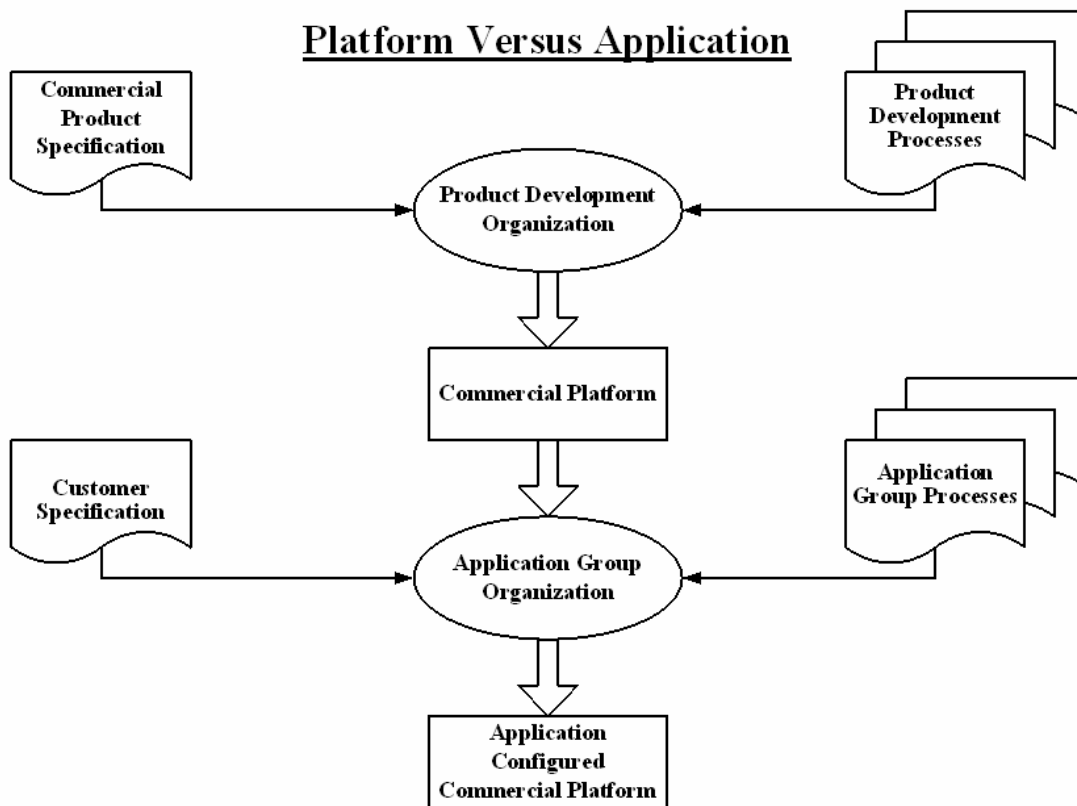 Platform Versus Application
Commercial
Product
Specification
Product
Development
Processes
Product Development
Organization
Commercial Platform
Customer
Specification
Application
Group Processes
Application Group
Organization
Application
Configured
Commercial Platform